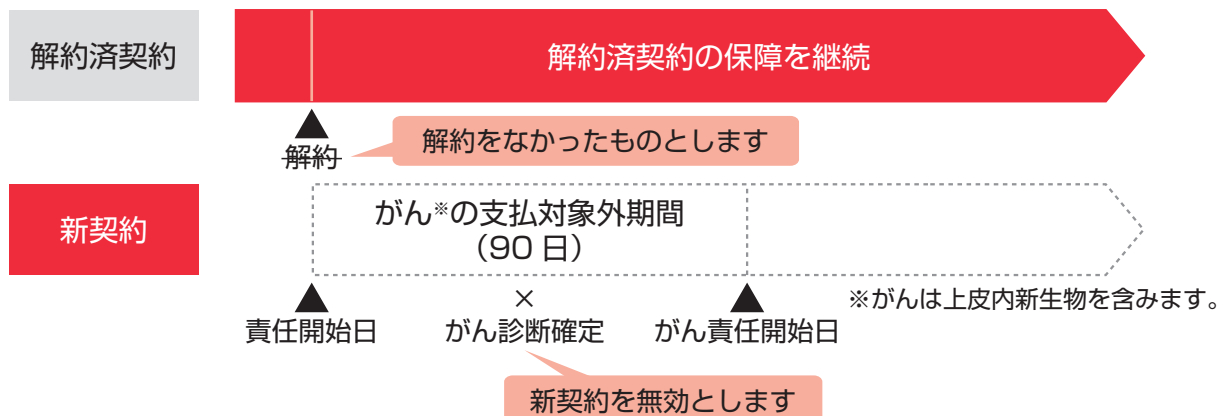 解約済契約
解約済契約の保障を継続
解約
解約をなかったものとします
新契約
がん※の支払対象外期間
（90日）
※がんは上皮内新生物を含みます。
責任開始日
×
がん診断確定
がん責任開始日
新契約を無効とします